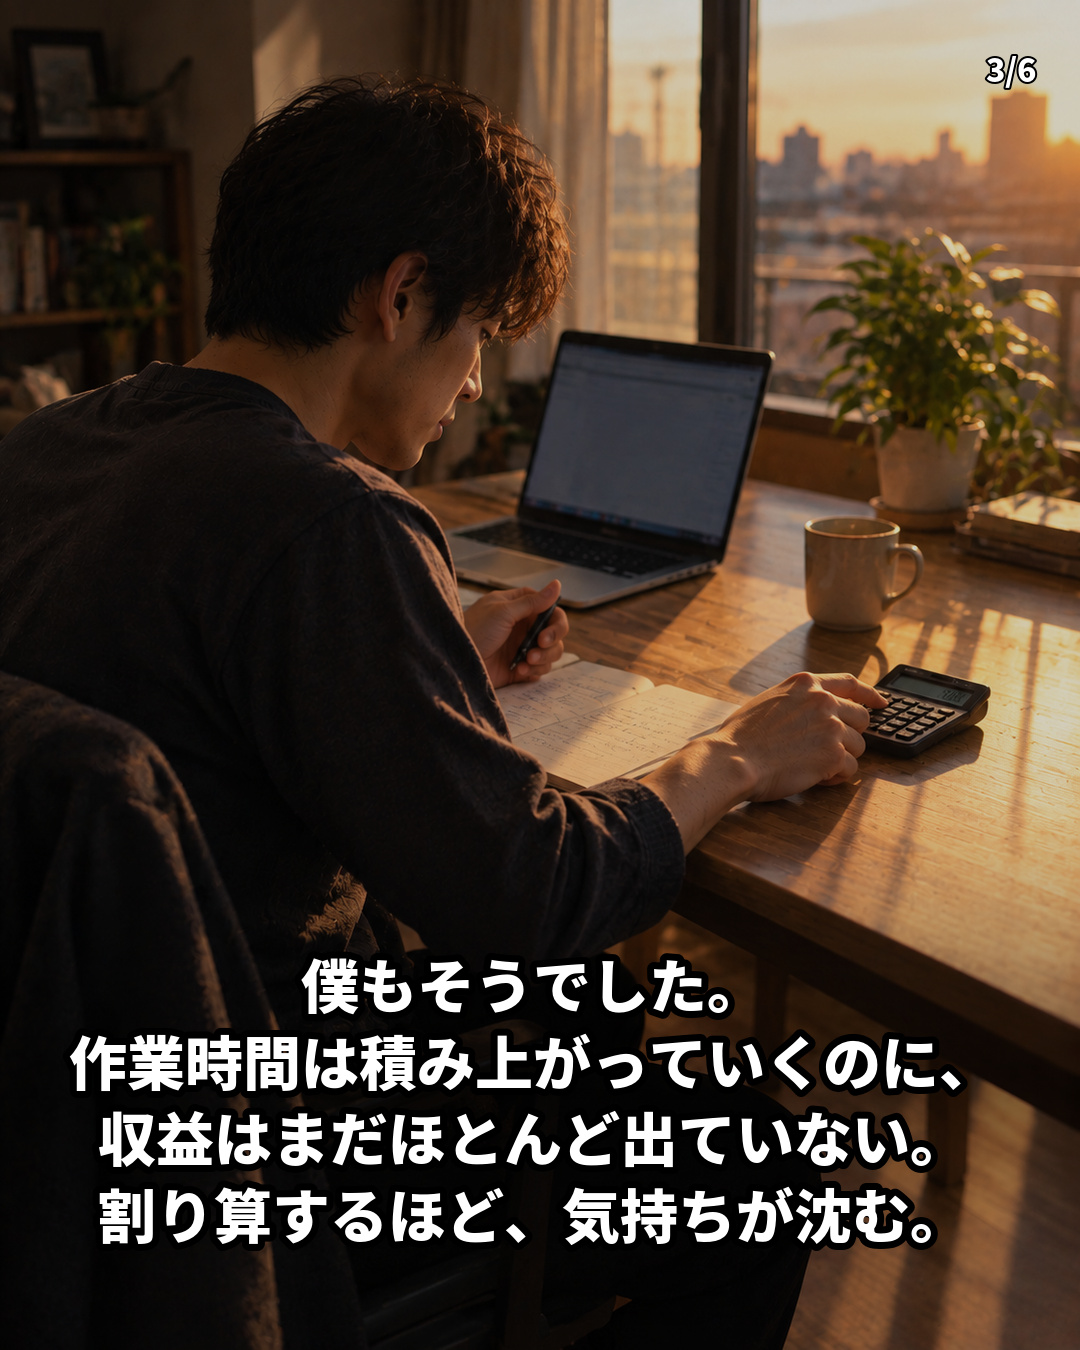 3/6
僕もそうでした。
作業時間は積み上がっていくのに、
収益はまだほとんど出ていない。
割り算するほど、気持ちが沈む。